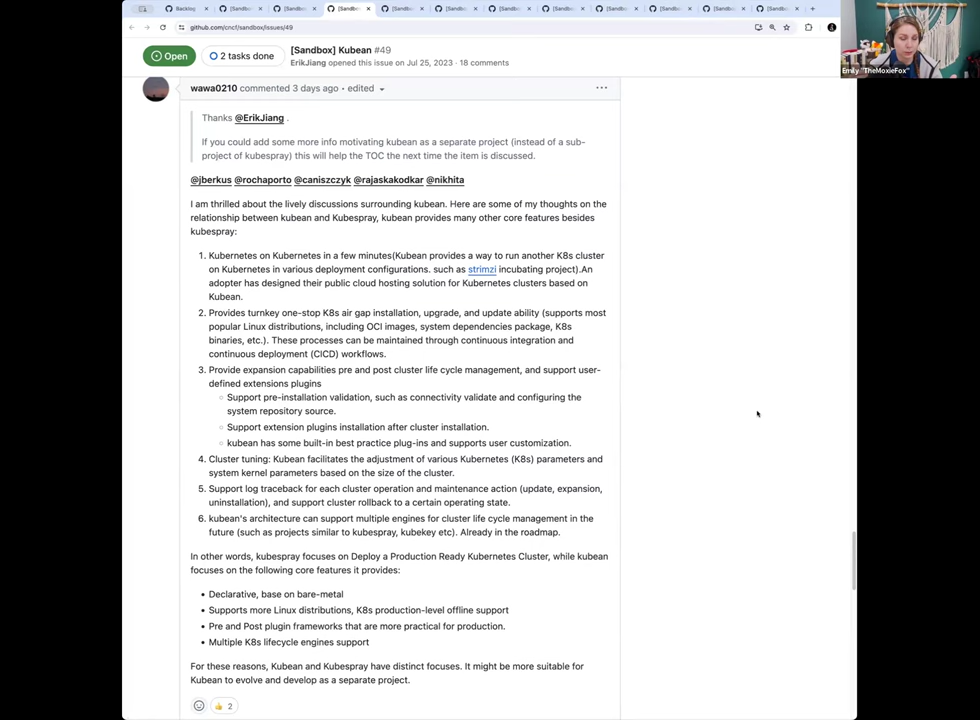 Backlog
[Sandbox]
[Sandbox]
[Sandbox]
[Sandbox]
[Sandbox]
[Sandbox]
[Sandbox]
[Sandbox]
[Sandbox]
[Sandbox]
[Sandbox]
github.com/cncf/sandbox/issues/49
Open
2 tasks done
[Sandbox] Kubean #49
ErikJiang opened this issue on Jul 25, 2023 · 18 comments
Emily "TheMoxieFox"
wawa0210 commented 3 days ago • edited
Thanks @ErikJiang .
If you could add some more info motivating kubean as a separate project (instead of a sub-
project of kubespray) this will help the TOC the next time the item is discussed.
@jberkus @rochaporto @caniszczyk @rajaskakodkar @nikhita
I am thrilled about the lively discussions surrounding kubean. Here are some of my thoughts on the
relationship between kubean and Kubespray, kubean provides many other core features besides
kubespray:
1. Kubernetes on Kubernetes in a few minutes(Kubean provides a way to run another K8s cluster
on Kubernetes in various deployment configurations. such as strimzi incubating project).An
adopter has designed their public cloud hosting solution for Kubernetes clusters based on
Kubean.
2. Provides turnkey one-stop K8s air gap installation, upgrade, and update ability (supports most
popular Linux distributions, including OCI images, system dependencies package, K8s
binaries, etc.). These processes can be maintained through continuous integration and
continuous deployment (CICD) workflows.
3. Provide expansion capabilities pre and post cluster life cycle management, and support user-
defined extensions plugins
Support pre-installation validation, such as connectivity validate and configuring the
system repository source.
Support extension plugins installation after cluster installation.
kubean has some built-in best practice plug-ins and supports user customization.
4. Cluster tuning: Kubean facilitates the adjustment of various Kubernetes (K8s) parameters and
system kernel parameters based on the size of the cluster.
5. Support log traceback for each cluster operation and maintenance action (update, expansion,
uninstallation), and support cluster rollback to a certain operating state.
6. kubean's architecture can support multiple engines for cluster life cycle management in the
future (such as projects similar to kubespray, kubekey etc). Already in the roadmap.
In other words, kubespray focuses on Deploy a Production Ready Kubernetes Cluster, while kubean
focuses on the following core features it provides:
• Declarative, base on bare-metal
• Supports more Linux distributions, K8s production-level offline support
• Pre and Post plugin frameworks that are more practical for production.
• Multiple K8s lifecycle engines support
For these reasons, Kubean and Kubespray have distinct focuses. It might be more suitable for
Kubean to evolve and develop as a separate project.
2